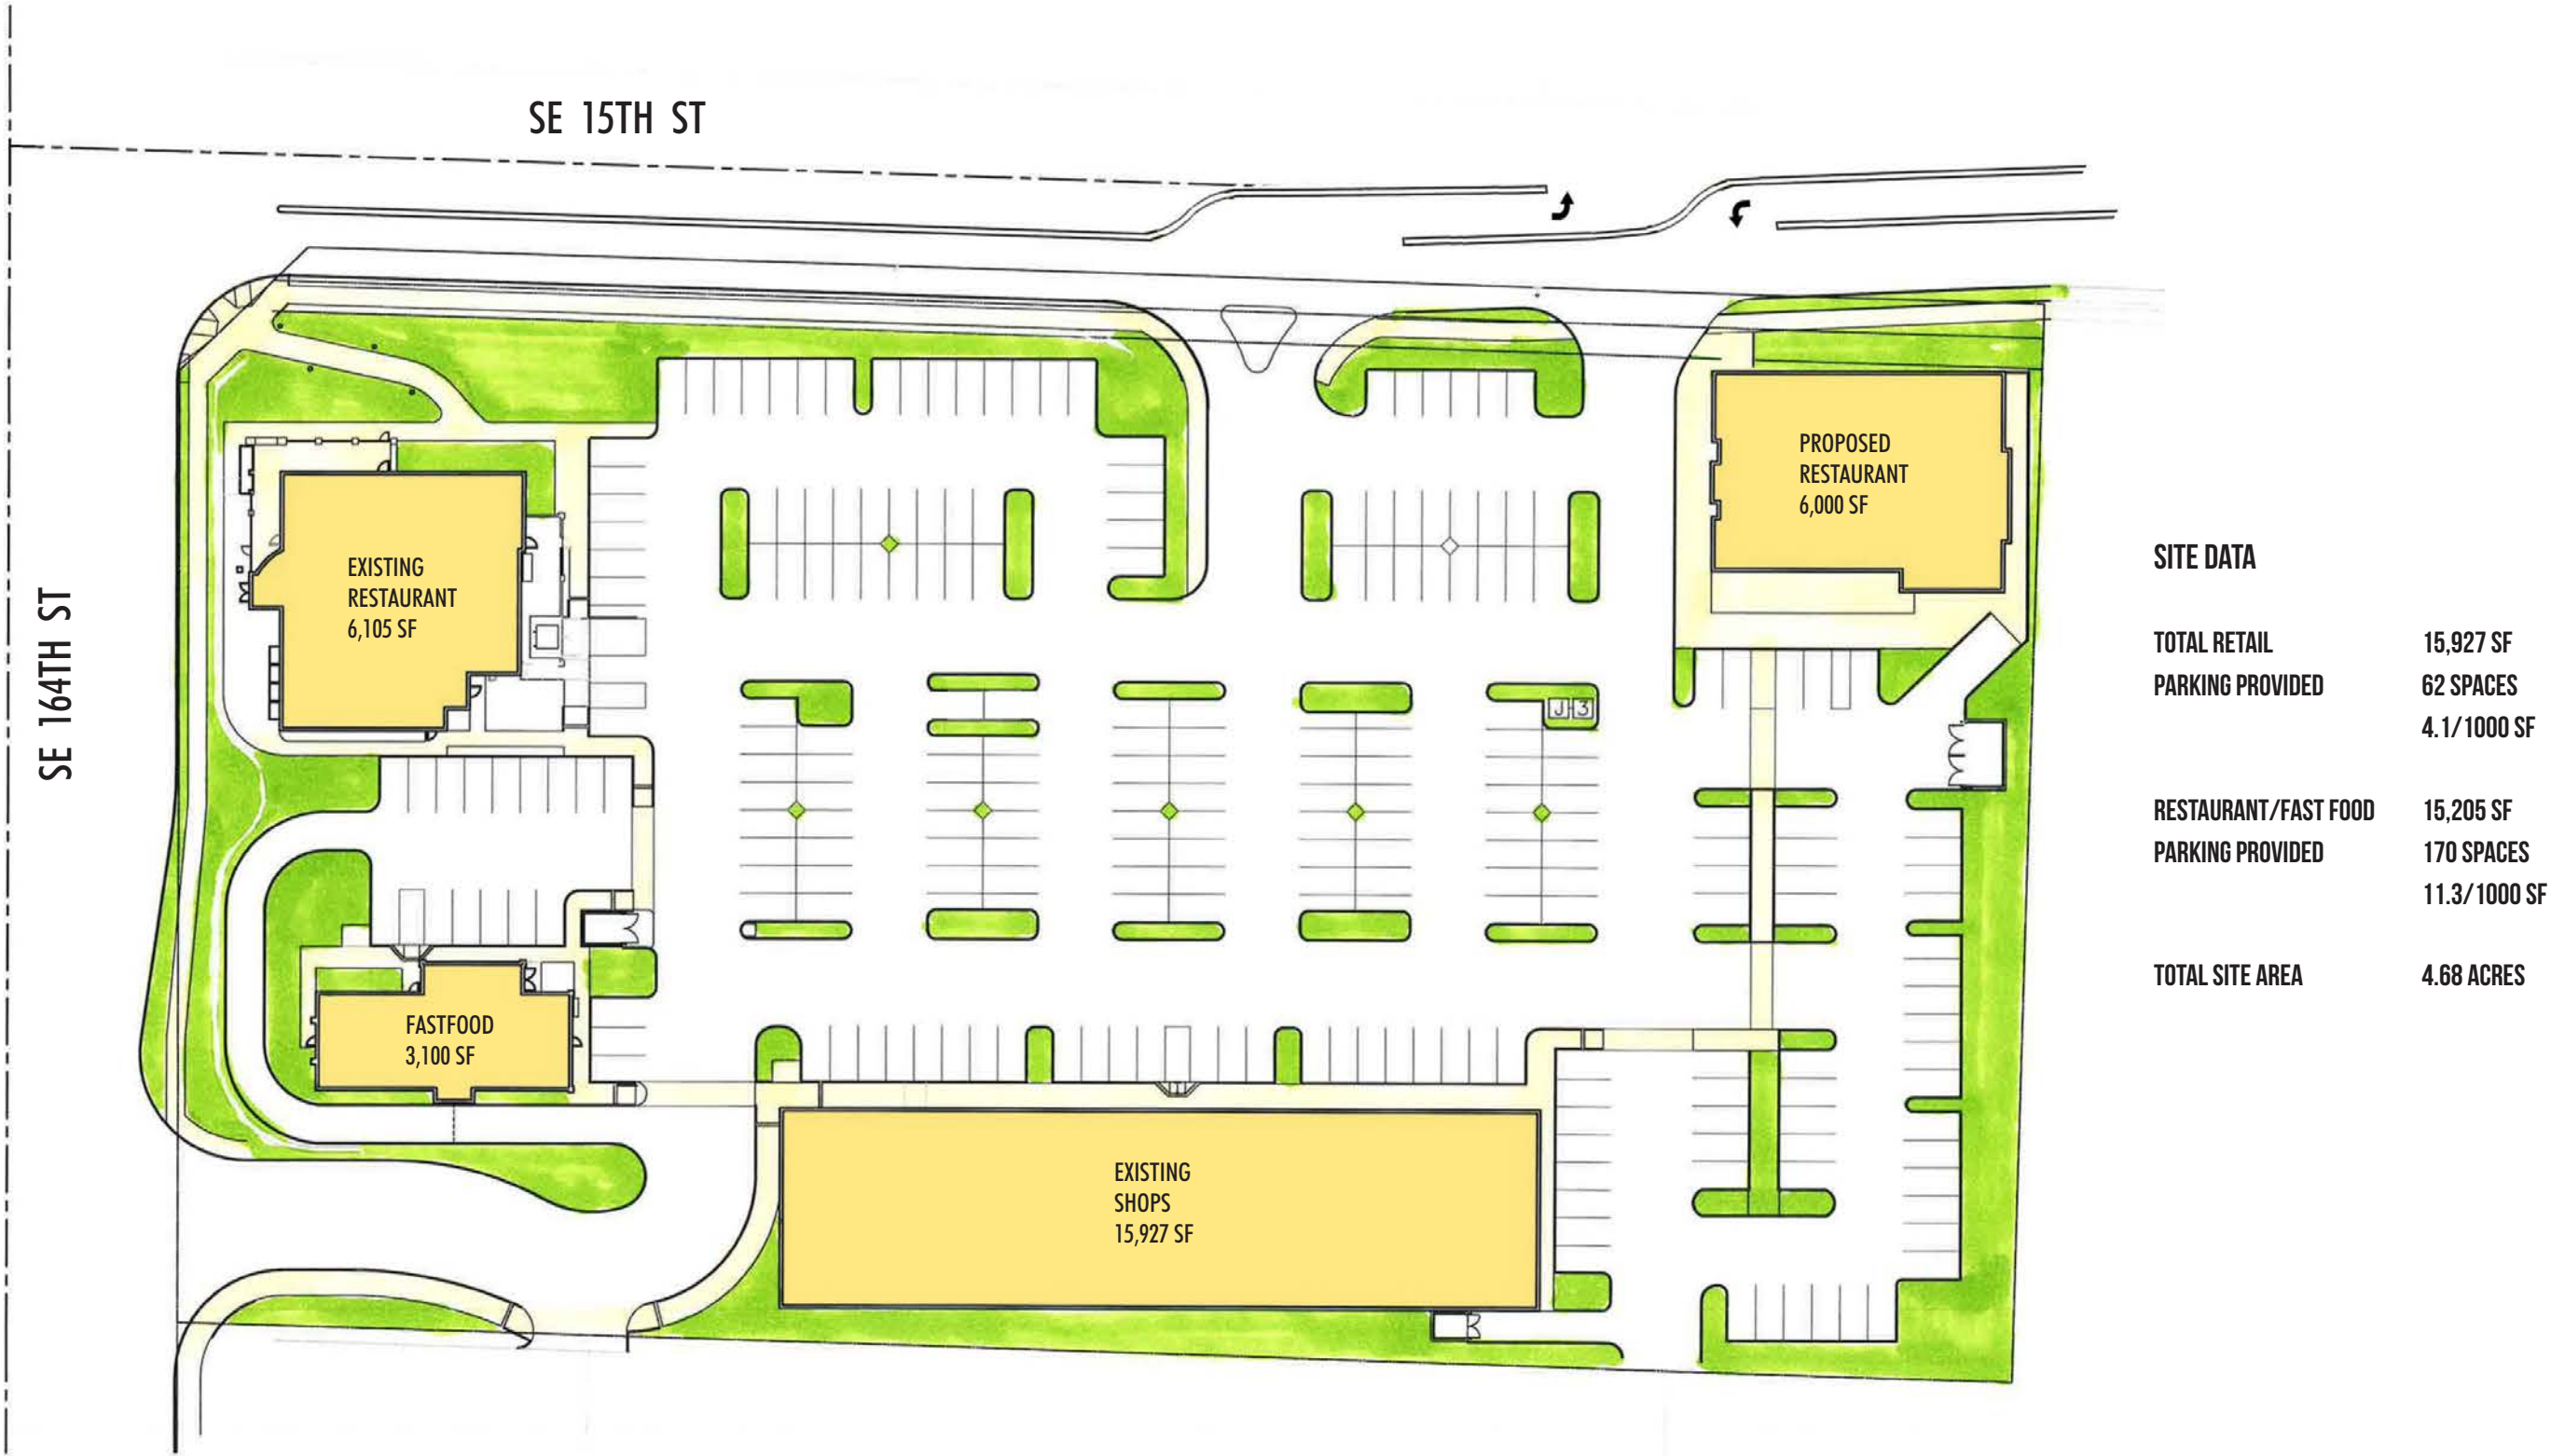 SE 15TH ST
SE 164TH ST
EXISTING
RESTAURANT
6,105 SF
PROPOSED
RESTAURANT
6,000 SF
J-3
FASTFOOD
3,100 SF
EXISTING
SHOPS
15,927 SF
SITE DATA
TOTAL RETAIL 15,927 SF
PARKING PROVIDED 62 SPACES
4.1/1000 SF
RESTAURANT/FAST FOOD 15,205 SF
PARKING PROVIDED 170 SPACES
11.3/1000 SF
TOTAL SITE AREA 4.68 ACRES